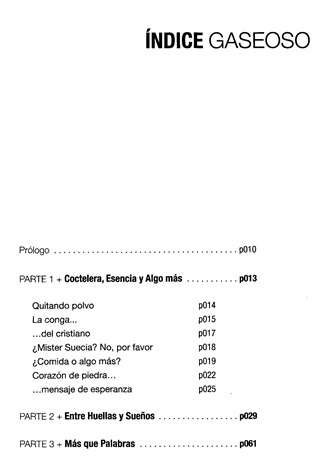 ÍNDICE GASEOSO
Prólogo ....................................... p010
PARTE 1 + Coctelera, Esencia y Algo más ........... p013
Quitando polvo p014
La conga... p015
...del cristiano p017
¿Mister Suecia? No, por favor p018
¿Comida o algo más? p019
Corazón de piedra... p022
...mensaje de esperanza p025
PARTE 2 + Entre Huellas y Sueños ................. p029
PARTE 3 + Más que Palabras ..................... p061